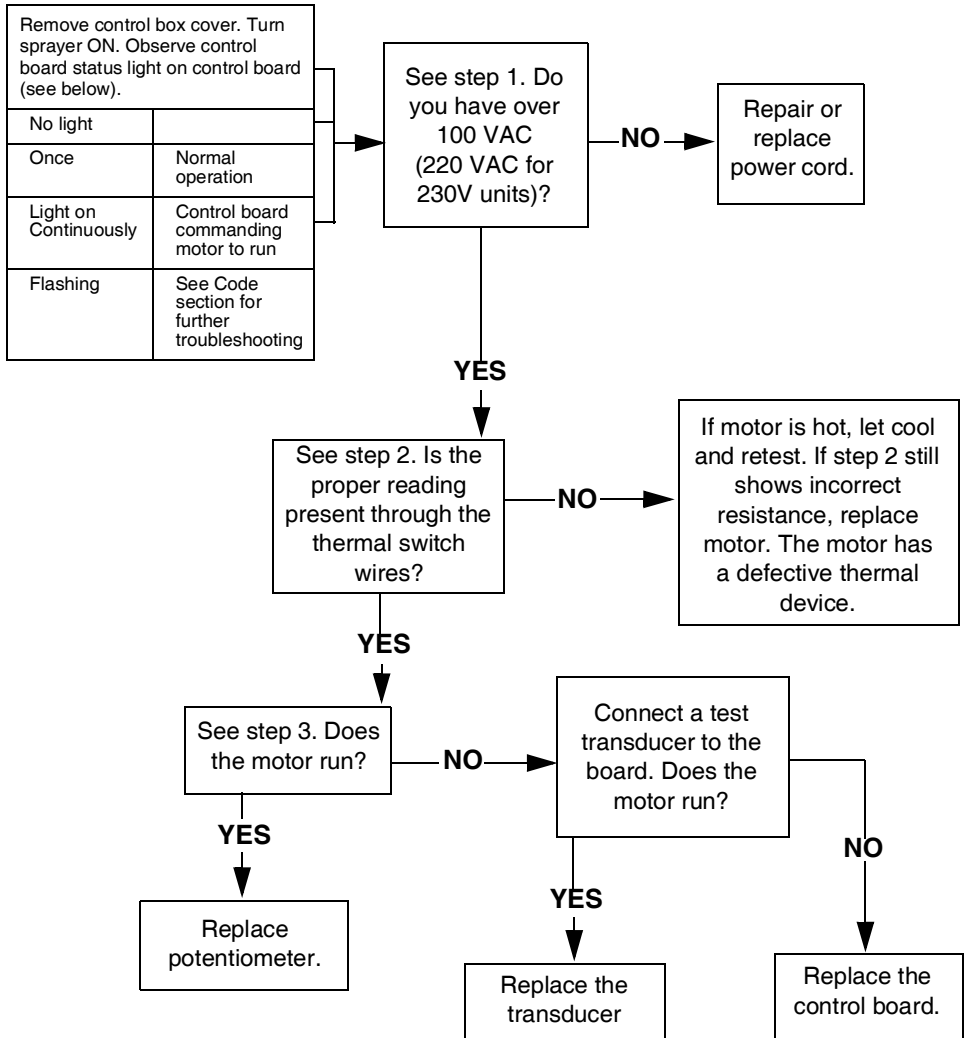 Remove control box cover. Turn
sprayer ON. Observe control
board status light on control board
(see below).
No light
Once
Normal
operation
Light on
Continuously
Control board
commanding
motor to run
Flashing
See Code
section for
further
troubleshooting
See step 1. Do
you have over
100 VAC
(220 VAC for
230V units)?
NO
Repair or
replace
power cord.
YES
See step 2. Is the
proper reading
present through the
thermal switch
wires?
NO
If motor is hot, let cool
and retest. If step 2 still
shows incorrect
resistance, replace
motor. The motor has
a defective thermal
device.
YES
See step 3. Does
the motor run?
NO
Connect a test
transducer to the
board. Does the
motor run?
YES
Replace
potentiometer.
YES
Replace the
transducer
NO
Replace the
control board.